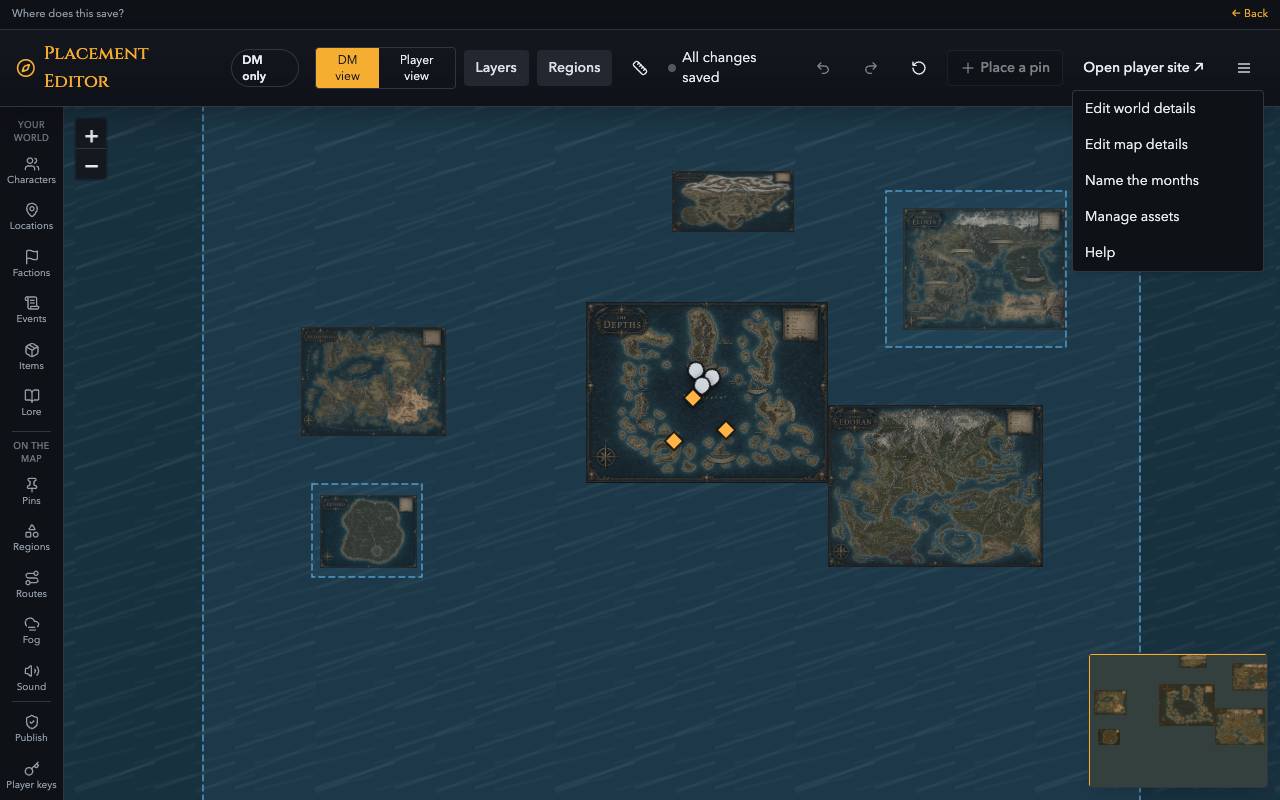 Where does this save?
← Back
Placement
Editor
DM
only
DM
view
Player
view
Layers
Regions
All changes
saved
Place a pin
Open player site ↗
Edit world details
Edit map details
Name the months
Manage assets
Help
YOUR
WORLD
Characters
Locations
Factions
Events
Items
Lore
ON THE
MAP
Pins
Regions
Routes
Fog
Sound
Publish
Player keys
+
−
THE
DEPTHS
EDORAN